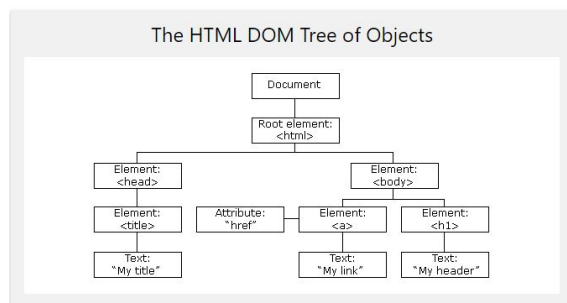 The HTML DOM Tree of Objects
Document
Root element:
<html>
Element:
<head>
Element:
<body>
Element:
<title>
Attribute:
"href"
Element:
<a>
Element:
<h1>
Text:
"My title"
Text:
"My link"
Text:
"My header"